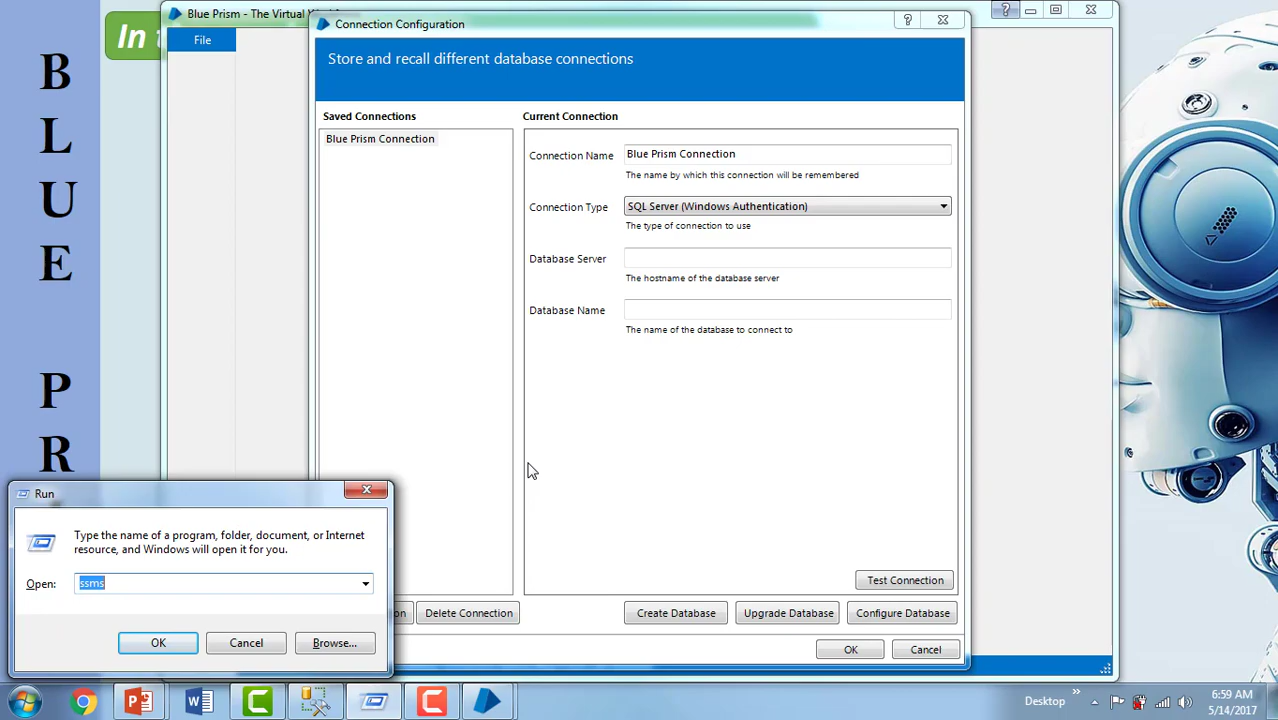 Blue Prism - The Virtual
In
File
Connection Configuration
Store and recall different database connections
Saved Connections
Blue Prism Connection
Current Connection
Connection Name
Blue Prism Connection
The name by which this connection will be remembered
Connection Type
SQL Server (Windows Authentication)
The type of connection to use
Database Server
The hostname of the database server
Database Name
The name of the database to connect to
Test Connection
Delete Connection
Create Database
Upgrade Database
Configure Database
OK
Cancel
B
L
U
E
P
R
Run
Type the name of a program, folder, document, or Internet
resource, and Windows will open it for you.
Open:
ssms
OK
Cancel
Browse...
Desktop
6:59 AM
5/14/2017